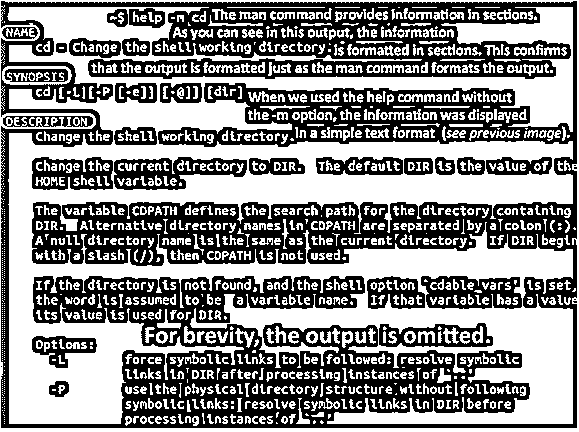 ~$ help -m cd The man command provides information in sections.
NAME As you can see in this output, the information
cd - Change the shell working directory. is formatted in sections. This confirms
that the output is formatted just as the man command formats the output.
SYNOPSIS
cd [-L|[-P [-e]] [-@]] [dir] When we used the help command without
the -m option, the information was displayed
DESCRIPTION
Change the shell working directory. In a simple text format (see previous image).
Change the current directory to DIR. The default DIR is the value of the
HOME shell variable.
The variable CDPATH defines the search path for the directory containing
DIR. Alternative directory names in CDPATH are separated by a colon (:).
A null directory name is the same as the current directory. If DIR begin
with a slash (/), then CDPATH is not used.
If the directory is not found, and the shell option `cdable_vars' is set,
the word is assumed to be a variable name. If that variable has a value
its value is used for DIR.
For brevity, the output is omitted.
Options:
-L force symbolic links to be followed: resolve symbolic
links in DIR after processing instances of `..'
-P use the physical directory structure without following
symbolic links: resolve symbolic links in DIR before
processing instances of `..'